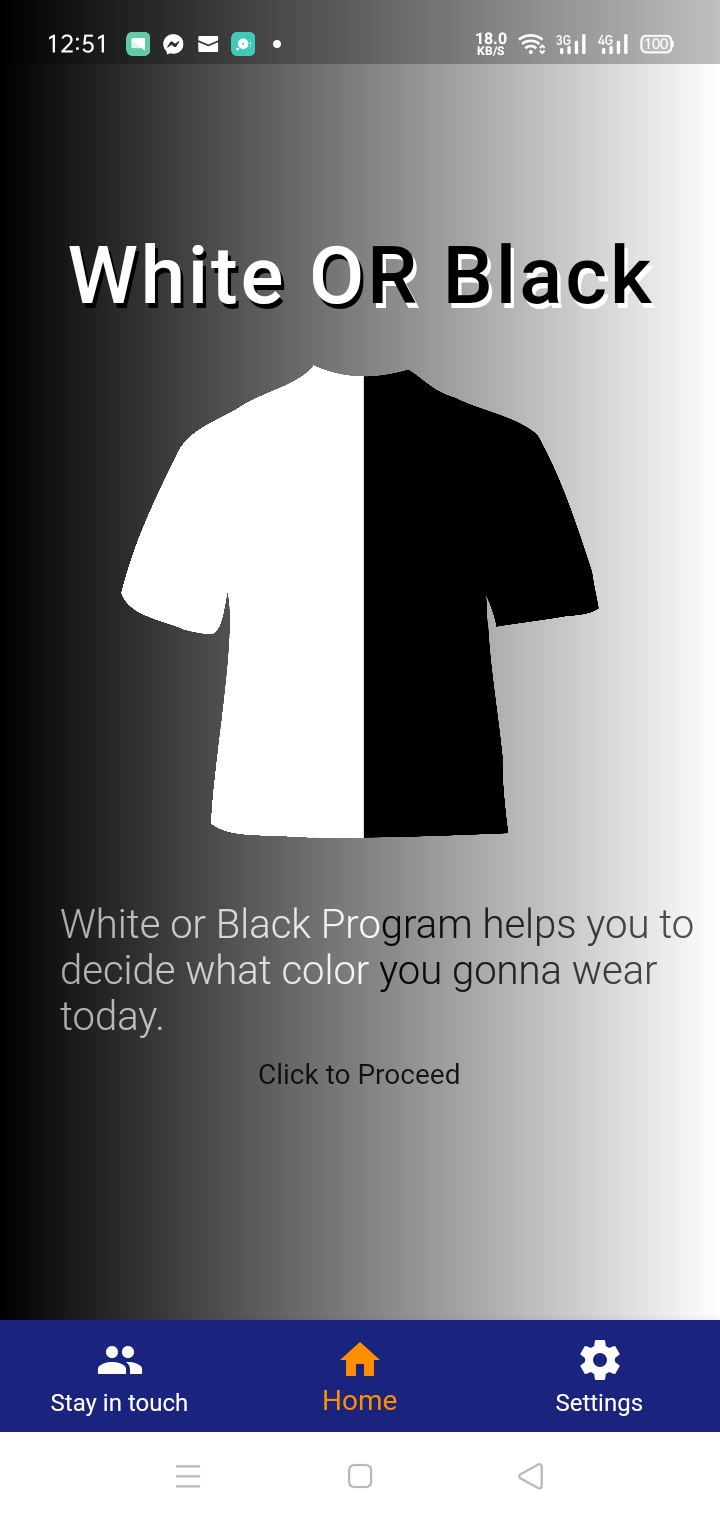 12:51
18.0
KB/S
3G
4G
100
White OR Black
White or Black Program helps you to
decide what color you gonna wear
today.
Click to Proceed
Stay in touch
Home
Settings